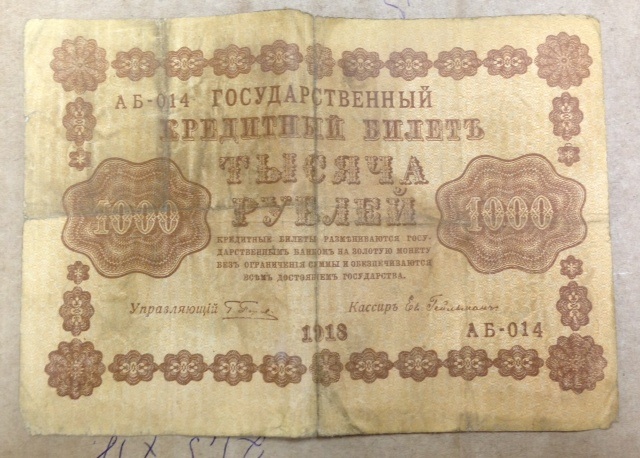 АБ-014 ГОСУДАРСТВЕННЫЙ
КРЕДИТНЫЙ БИЛЕТЪ
ТЫСЯЧА
РУБЛЕЙ
1000
1000
КРЕДИТНЫЕ БИЛЕТЫ РАЗМѢНИВАЮТСЯ ГОСУ-
ДАРСТВЕННЫМЪ БАНКОМЪ НА ЗОЛОТУЮ МОНЕТУ
БЕЗЪ ОГРАНИЧЕНІЯ СУММЫ И ОБЕЗПЕЧИВАЮТСЯ
ВСѢМЪ ДОСТОЯНІЕМЪ ГОСУДАРСТВА.
Управляющій
Кассиръ
1918
АБ-014